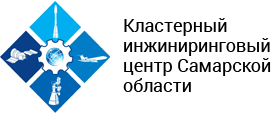 Кластерный
инжиниринговый
центр Самарской
области